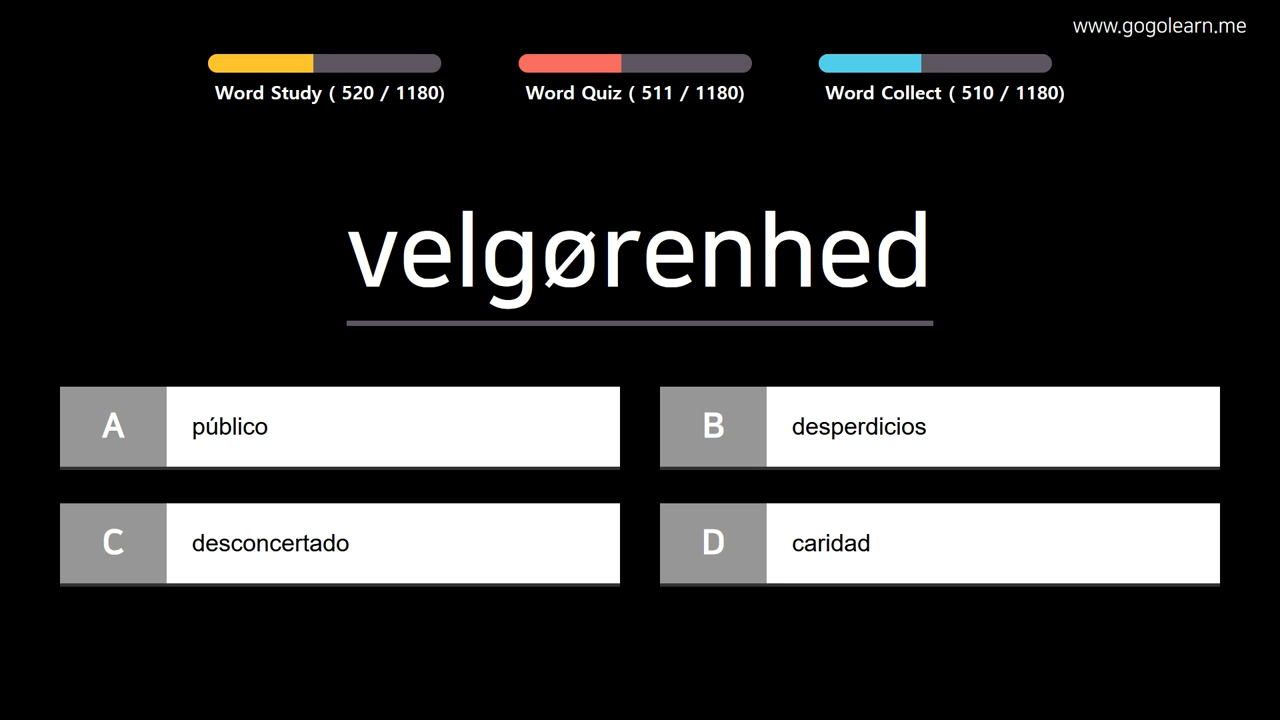 www.gogolearn.me
Word Study ( 520 / 1180)
Word Quiz ( 511 / 1180)
Word Collect ( 510 / 1180)
velgørenhed
A
público
B
desperdicios
C
desconcertado
D
caridad